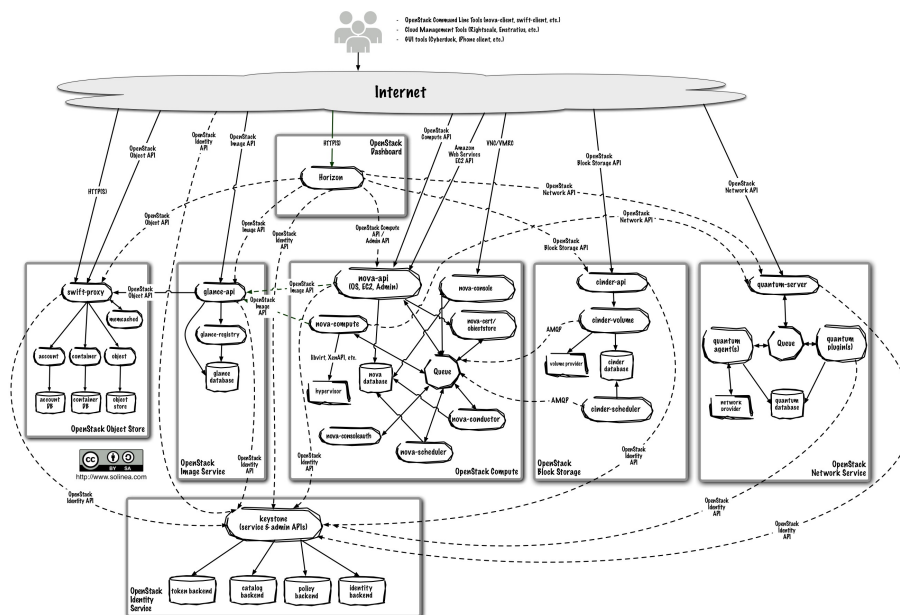 - OpenStack Command Line Tools (nova-client, swift-client, etc.)
- Cloud Management Tools (Rightscale, Enstratius, etc.)
- GUI tools (Cyberduck, iPhone client, etc.)
Internet
HTTP(S)
OpenStack
Object API
OpenStack
Identity
API
OpenStack
Image API
HTTP(S)
OpenStack
Dashboard
Horizon
OpenStack
Compute API
Amazon
Web Services
EC2 API
VNC/VMRC
OpenStack
Block Storage API
OpenStack
Network API
OpenStack
Object API
OpenStack
Image API
OpenStack
Identity
API
OpenStack Compute
API /
Admin API
OpenStack
Block Storage API
OpenStack
Network API
OpenStack
Network API
swift-proxy
memcached
account
container
object
account
DB
container
DB
object
store
OpenStack Object Store
OpenStack
Object API
glance-api
glance-registry
glance
database
OpenStack
Image Service
OpenStack
Image API
OpenStack
Image API
nova-api
(OS, EC2, Admin)
nova-console
nova-compute
nova-cert/
objectstore
libvirt, XenAPI, etc.
hypervisor
nova
database
Queue
nova-conductor
nova-consoleauth
nova-scheduler
OpenStack Compute
cinder-api
cinder-volume
AMQP
volume provider
cinder
database
AMQP
cinder-scheduler
OpenStack
Block Storage
quantum-server
quantum
agent(s)
Queue
quantum
plugin(s)
network
provider
quantum
database
OpenStack
Network Service
CC
BY SA
http://www.solinea.com
OpenStack
Identity API
OpenStack
Identity
API
OpenStack
Identity
API
OpenStack
Identity API
OpenStack
Identity
API
OpenStack
Identity
API
keystone
(service & admin APIs)
token backend
catalog
backend
policy
backend
identity
backend
OpenStack
Identity
Service